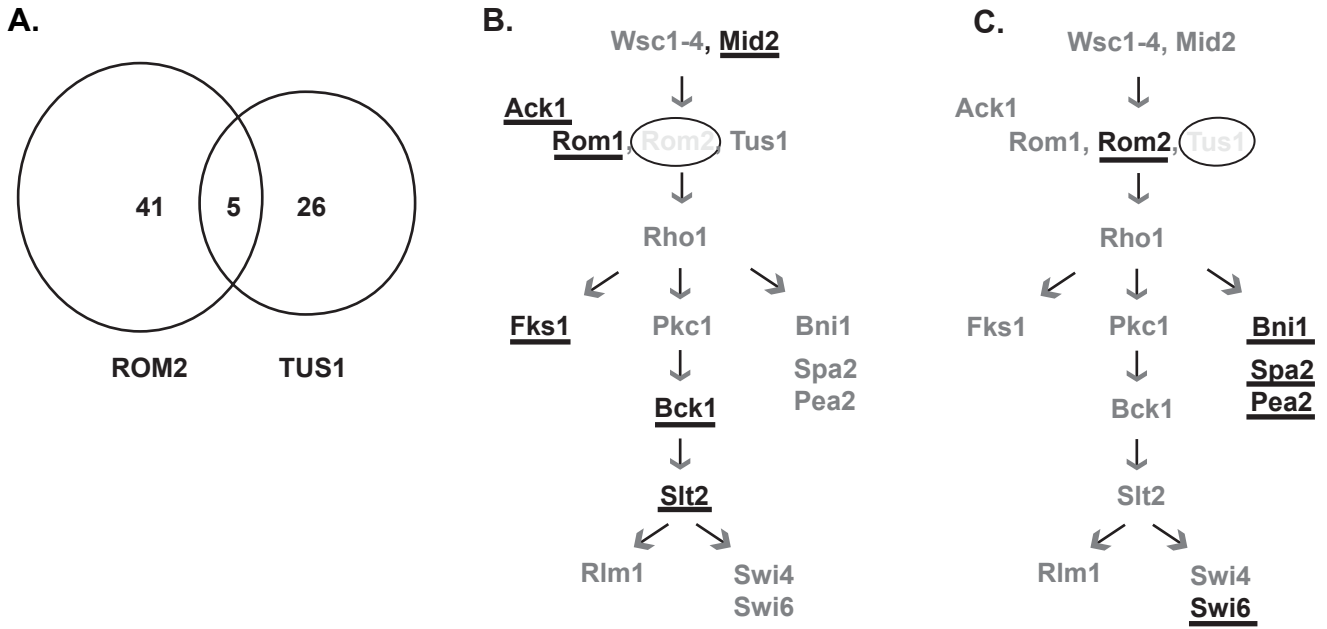 A.
41 5 26
ROM2 TUS1
B.
Wsc1-4, Mid2
Ack1
Rom1, Rom2, Tus1
Rho1
Fks1 Pkc1 Bni1
Spa2
Pea2
Bck1
Slt2
Rlm1 Swi4
Swi6
C.
Wsc1-4, Mid2
Ack1
Rom1, Rom2, Tus1
Rho1
Fks1 Pkc1 Bni1
Spa2
Pea2
Bck1
Slt2
Rlm1 Swi4
Swi6